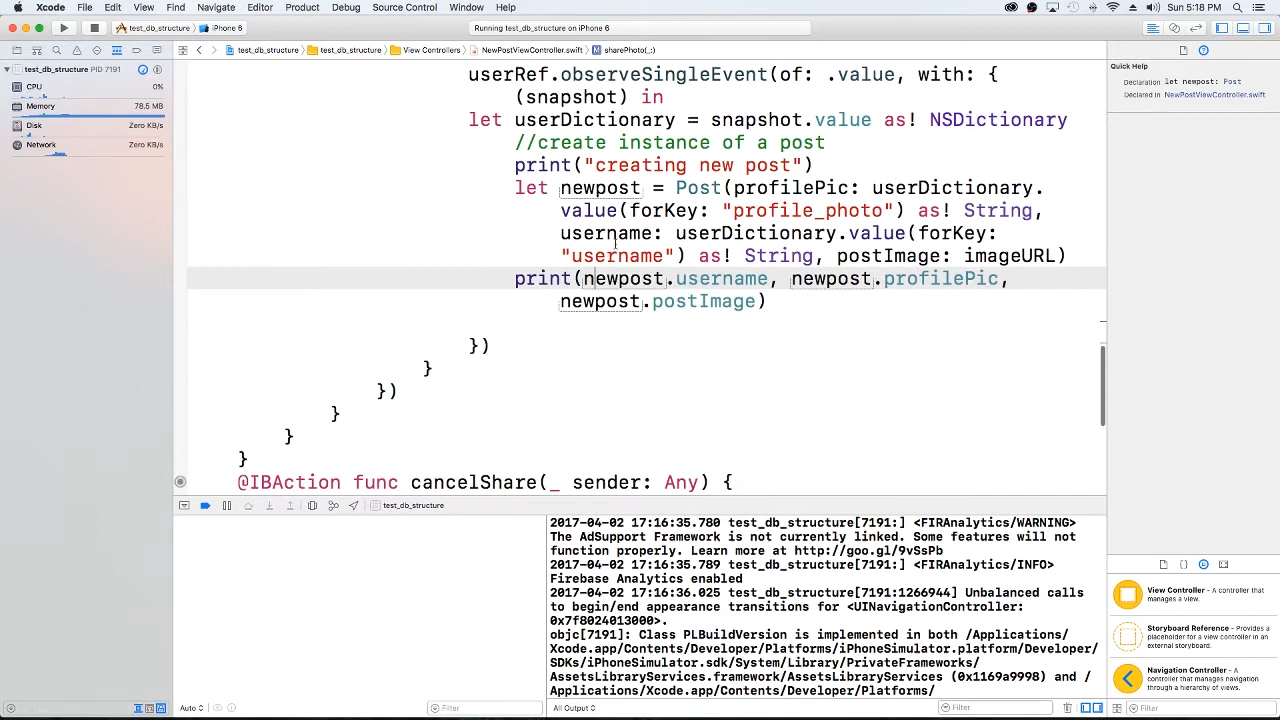 Xcode File Edit View Find Navigate Editor Product Debug Source Control Window Help
Sun 5:18 PM
test_db_structure iPhone 6
Running test_db_structure on iPhone 6
test_db_structure test_db_structure View Controllers NewPostViewController.swift M sharePhoto(_:)
test_db_structure PID 7191
CPU 0%
Memory 78.5 MB
Disk Zero KB/s
Network Zero KB/s
userRef.observeSingleEvent(of: .value, with: {
(snapshot) in
let userDictionary = snapshot.value as! NSDictionary
//create instance of a post
print("creating new post")
let newpost = Post(profilePic: userDictionary.
value(forKey: "profile_photo") as! String,
username: userDictionary.value(forKey:
"username") as! String, postImage: imageURL)
print(newpost.username, newpost.profilePic,
newpost.postImage)
})
}
})
}
}
}
@IBAction func cancelShare(_ sender: Any) {
test_db_structure
2017-04-02 17:16:35.780 test_db_structure[7191:] <FIRAnalytics/WARNING>
The AdSupport Framework is not currently linked. Some features will not
function properly. Learn more at http://goo.gl/9vSsPb
2017-04-02 17:16:35.789 test_db_structure[7191:] <FIRAnalytics/INFO>
Firebase Analytics enabled
2017-04-02 17:16:36.025 test_db_structure[7191:1266944] Unbalanced calls
to begin/end appearance transitions for <UINavigationController:
0x7f8024013000>.
objc[7191]: Class PLBuildVersion is implemented in both /Applications/
Xcode.app/Contents/Developer/Platforms/iPhoneSimulator.platform/Developer/
SDKs/iPhoneSimulator.sdk/System/Library/PrivateFrameworks/
AssetsLibraryServices.framework/AssetsLibraryServices (0x1169a9998) and /
Applications/Xcode.app/Contents/Developer/Platforms/
Auto
Filter
All Output
Filter
Quick Help
Declaration let newpost: Post
Declared in NewPostViewController.swift
{ }
View Controller - A controller that
manages a view.
Storyboard Reference - Provides a
placeholder for a view controller in an
external storyboard.
Navigation Controller - A
controller that manages navigation
through a hierarchy of views.
Filter